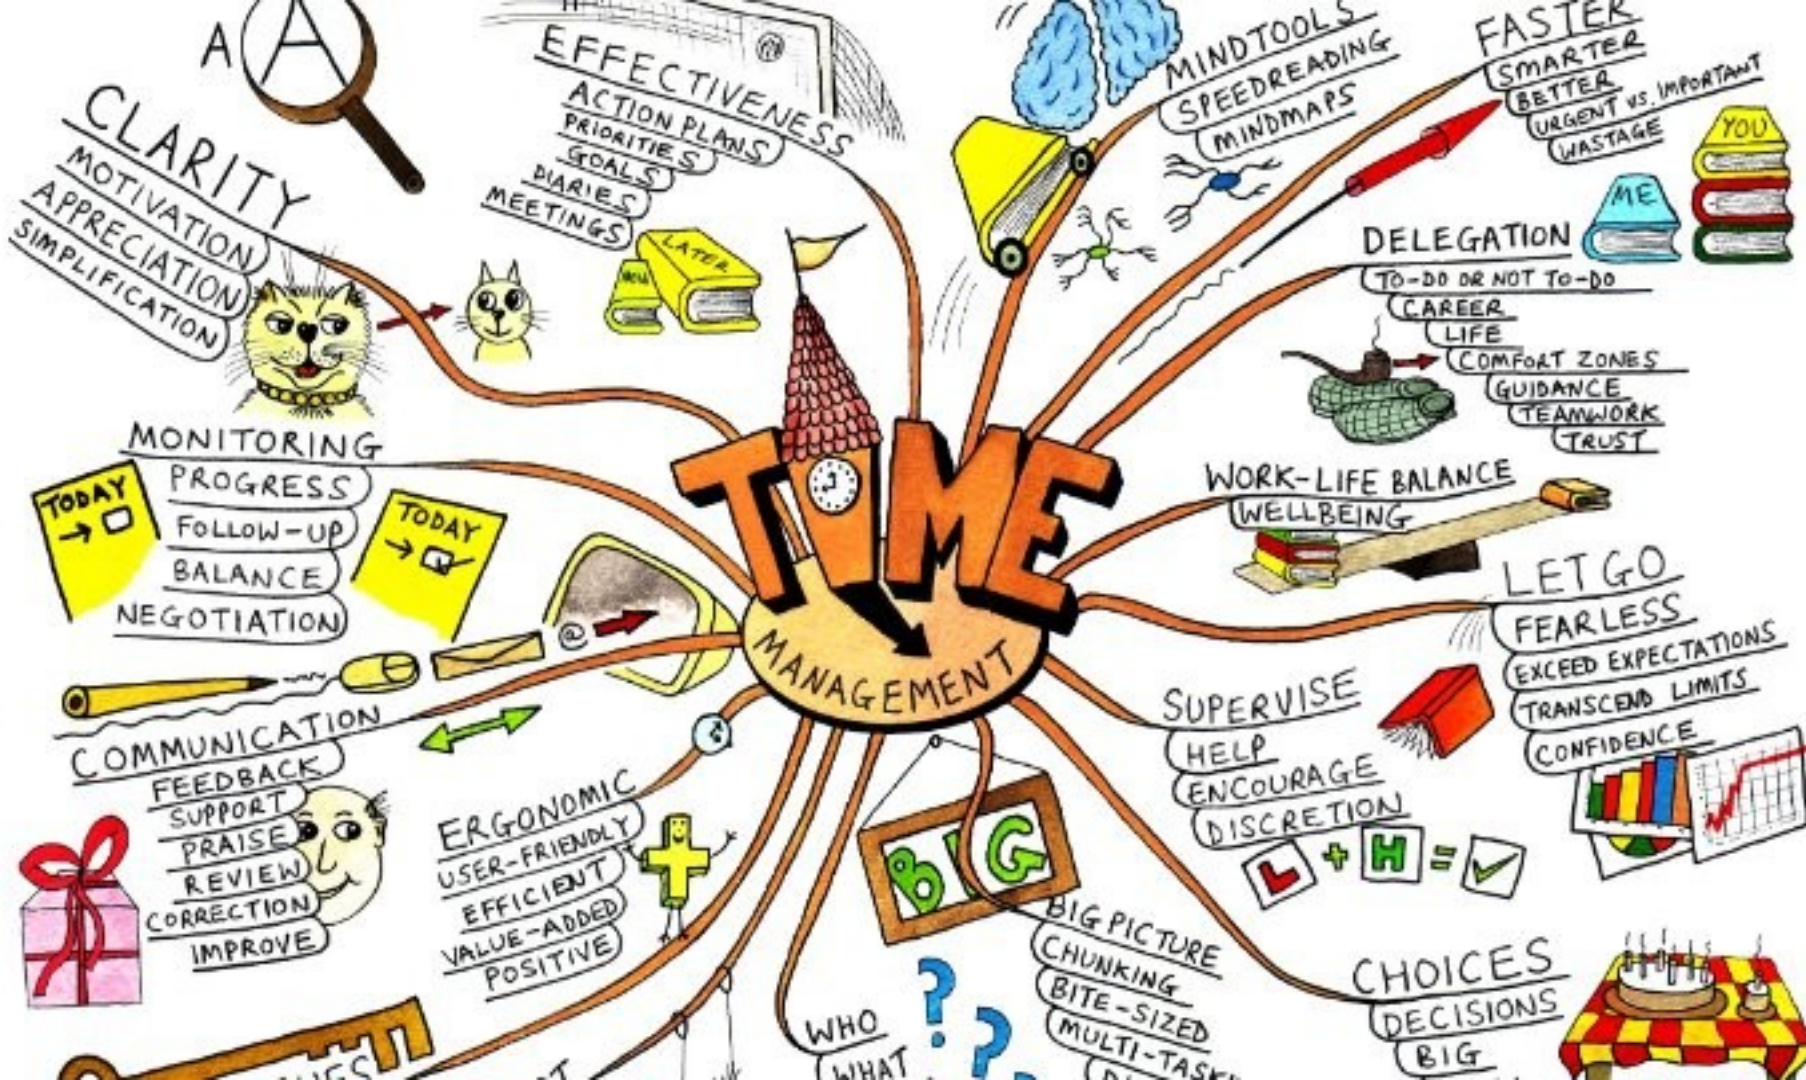 A
A
CLARITY
MOTIVATION
APPRECIATION
SIMPLIFICATION
EFFECTIVENESS
ACTION PLANS
PRIORITIES
GOALS
DIARIES
MEETINGS
LATER
MINDTOOLS
SPEEDREADING
MINDMAPS
FASTER
SMARTER
BETTER
URGENT VS. IMPORTANT
WASTAGE
YOU
ME
DELEGATION
TO-DO OR NOT TO-DO
CAREER
LIFE
COMFORT ZONES
GUIDANCE
TEAMWORK
TRUST
MONITORING
PROGRESS
FOLLOW-UP
BALANCE
NEGOTIATION
TODAY
TODAY
TIME
MANAGEMENT
WORK-LIFE BALANCE
WELLBEING
LET GO
FEARLESS
EXCEED EXPECTATIONS
TRANSCEND LIMITS
CONFIDENCE
@
COMMUNICATION
FEEDBACK
SUPPORT
PRAISE
REVIEW
CORRECTION
IMPROVE
ERGONOMIC
USER-FRIENDLY
EFFICIENT
VALUE-ADDED
POSITIVE
SUPERVISE
HELP
ENCOURAGE
DISCRETION
L + H = ✓
BIG
BIG PICTURE
CHUNKING
BITE-SIZED
MULTI-TASK
WHO
WHAT
? ?
CHOICES
DECISIONS
BIG